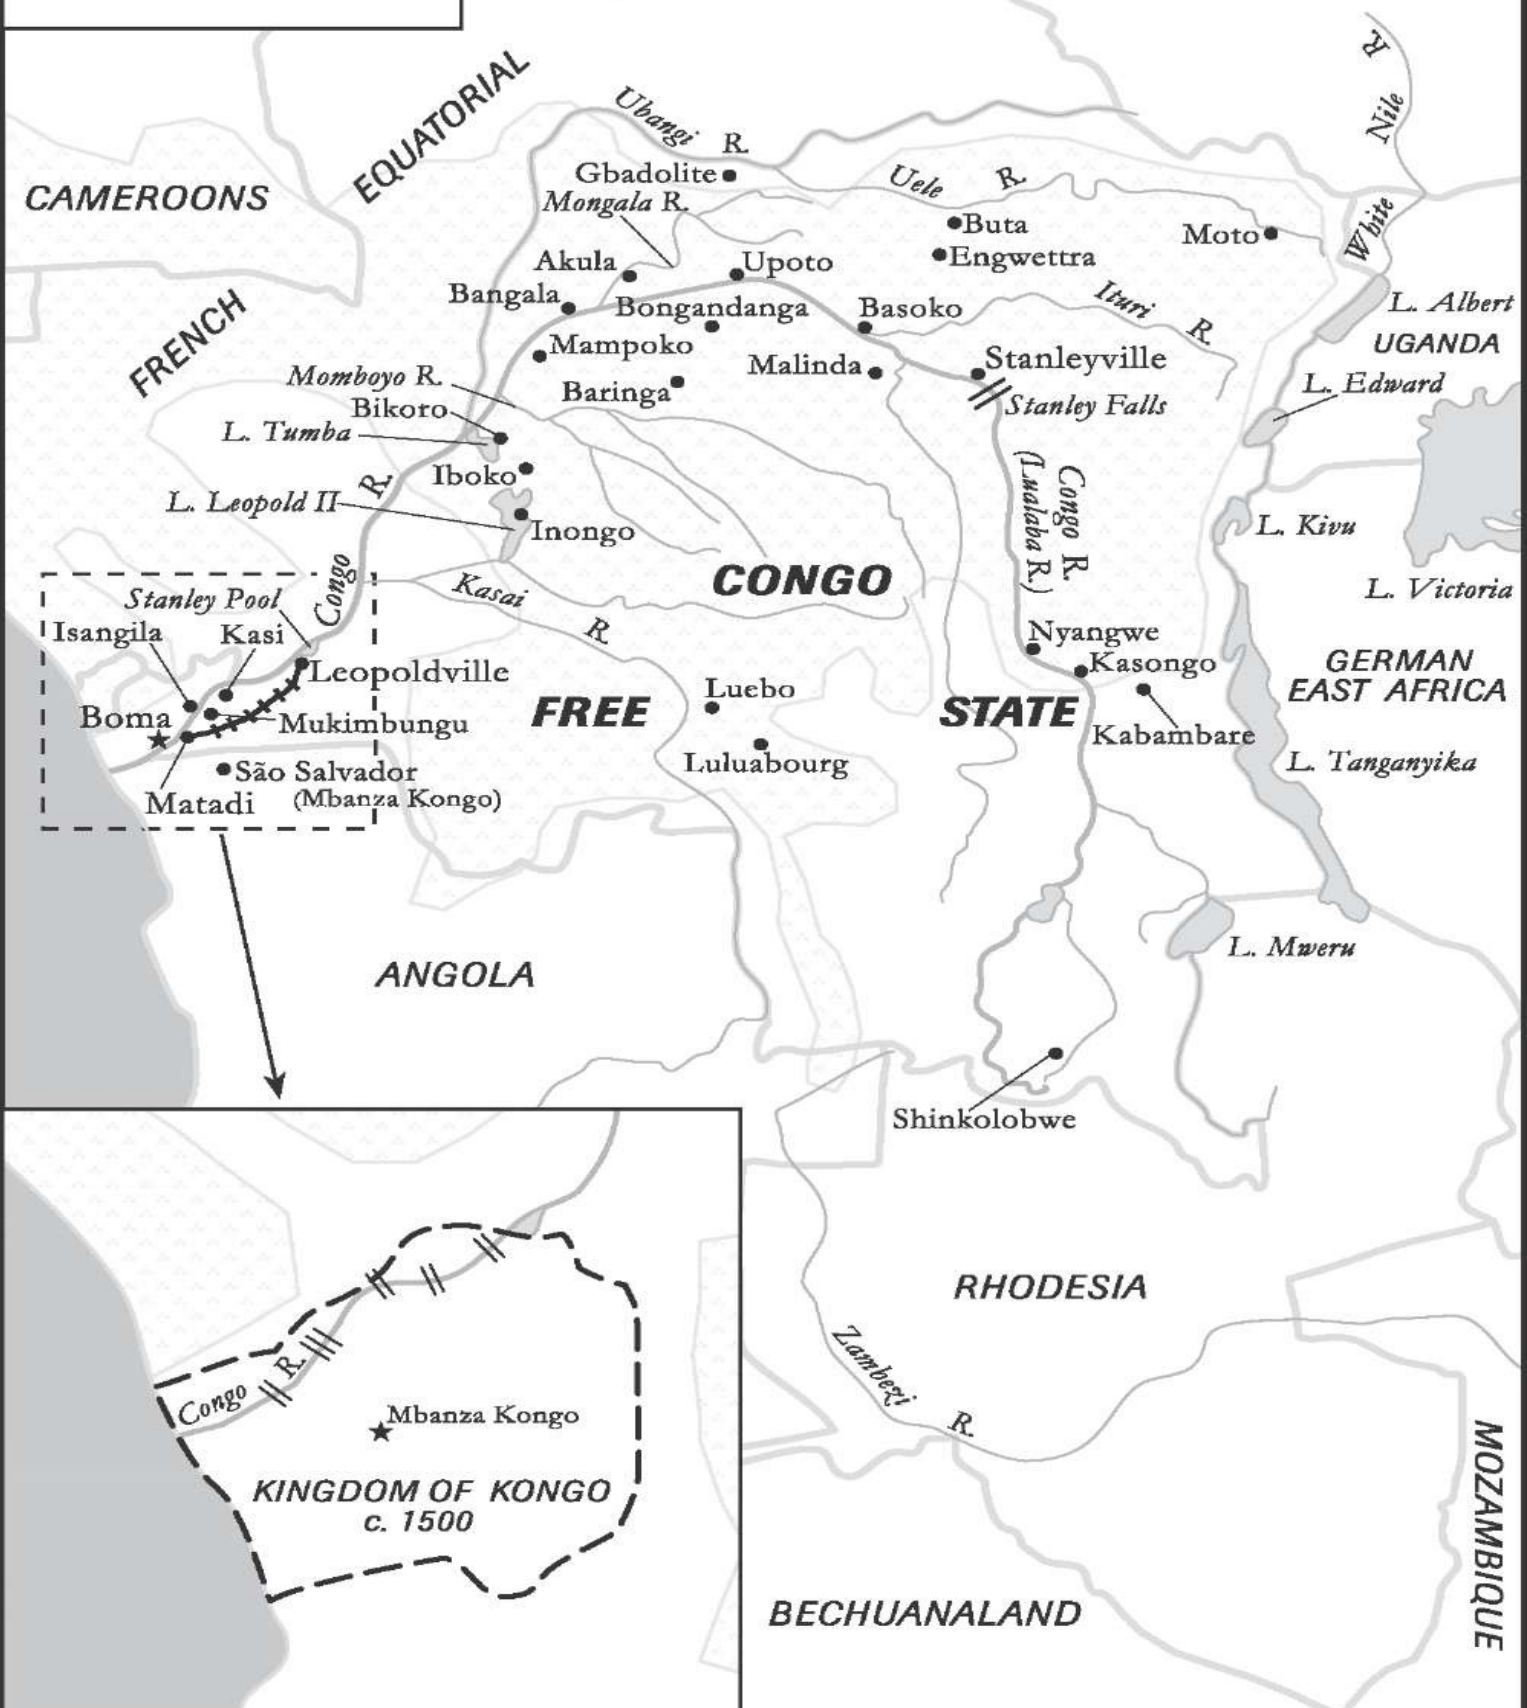 EQUATORIAL
Ubangi
R.
R.
Nile
White
CAMEROONS
Gbadolite
Mongala R.
Uele
R.
Buta
Moto
Engwettra
Akula
Upoto
FRENCH
Bangala
Bongandanga
Basoko
Ituri
R.
L. Albert
UGANDA
Mampoko
Malinda
Stanleyville
Momboyo R.
Baringa
L. Edward
Bikoro
Stanley Falls
L. Tumba
Iboko
R.
L. Leopold II
Inongo
Congo R.
(Lualaba R.)
L. Kivu
CONGO
Congo
Kasai
R.
L. Victoria
Stanley Pool
Isangila
Kasi
Nyangwe
Kasongo
GERMAN
EAST AFRICA
Leopoldville
Luebo
FREE
STATE
Boma
Mukimbungu
Kabambare
Luluabourg
L. Tanganyika
São Salvador
(Mbanza Kongo)
Matadi
L. Mweru
ANGOLA
Shinkolobwe
RHODESIA
Zambezi
R.
Congo
R.
Mbanza Kongo
KINGDOM OF KONGO
c. 1500
MOZAMBIQUE
BECHUANALAND